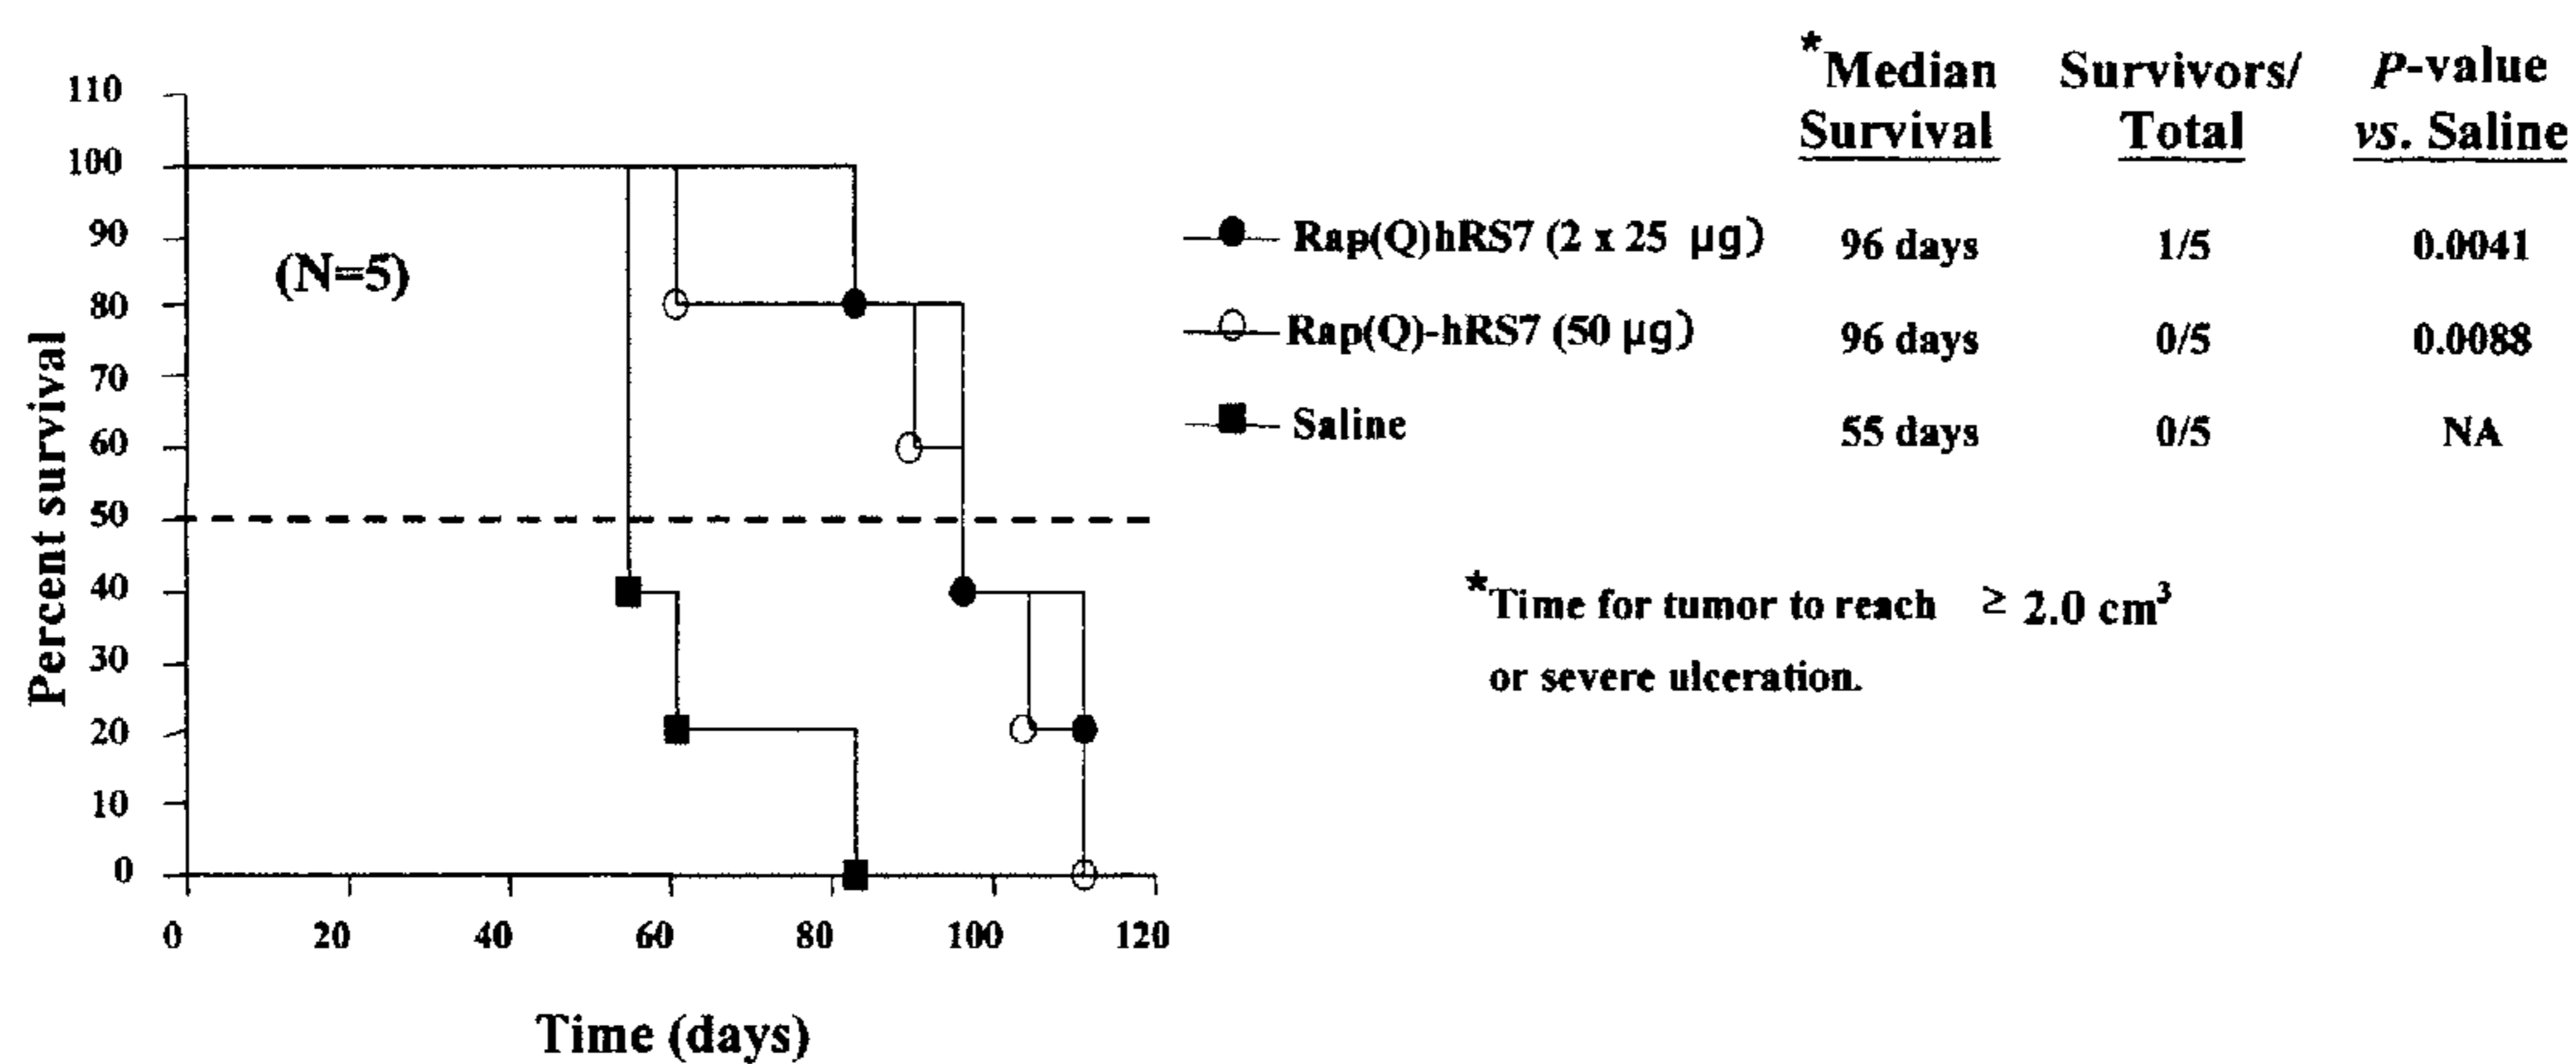 110
100
90
80
70
60
50
40
30
20
10
0
Percent survival
(N=5)
0 20 40 60 80 100 120
Time (days)
*Median Survivors/ P-value
Survival Total vs. Saline
Rap(Q)hRS7 (2 x 25 µg) 96 days 1/5 0.0041
Rap(Q)-hRS7 (50 µg) 96 days 0/5 0.0088
Saline 55 days 0/5 NA
*Time for tumor to reach ≥ 2.0 cm³
or severe ulceration.